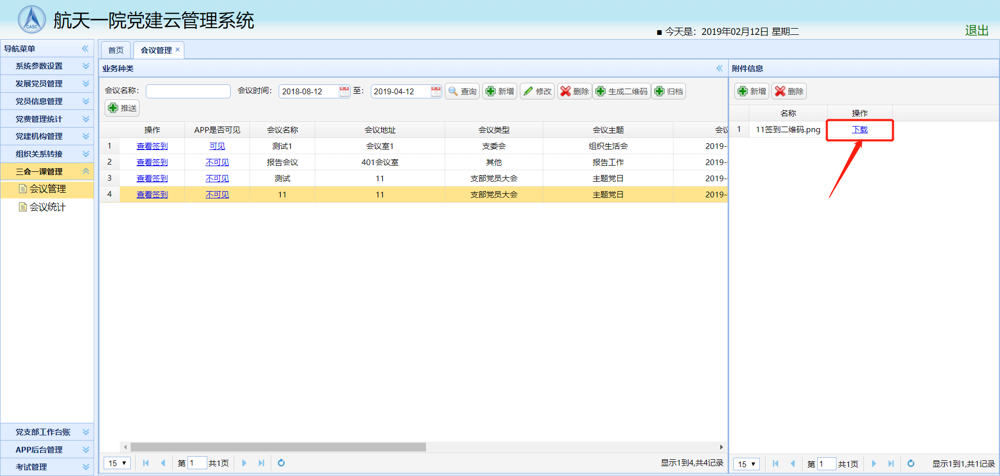 航天一院党建云管理系统
CASC
■ 今天是：2019年02月12日 星期二
退出
导航菜单
系统参数设置
发展党员管理
党员信息管理
党费管理统计
党建机构管理
组织关系转接
三会一课管理
会议管理
会议统计
党支部工作台账
APP后台管理
考试管理
首页 会议管理 ×
业务种类
会议名称： 会议时间： 2018-08-12 至： 2019-04-12 查询 新增 修改 删除 生成二维码 归档
推送
操作 APP是否可见 会议名称 会议地址 会议类型 会议主题 会议
1 查看签到 可见 测试1 会议室1 支委会 组织生活会 2019-
2 查看签到 不可见 报告会议 401会议室 其他 报告工作 2019-
3 查看签到 不可见 测试 11 支部党员大会 主题党日 2019-
4 查看签到 不可见 11 11 支部党员大会 主题党日 2019-
15 第 1 共1页 显示1到4,共4记录
附件信息
新增 删除
名称 操作
1 11签到二维码.png 下载
15 第 1 共1页 显示1到1,共1记录